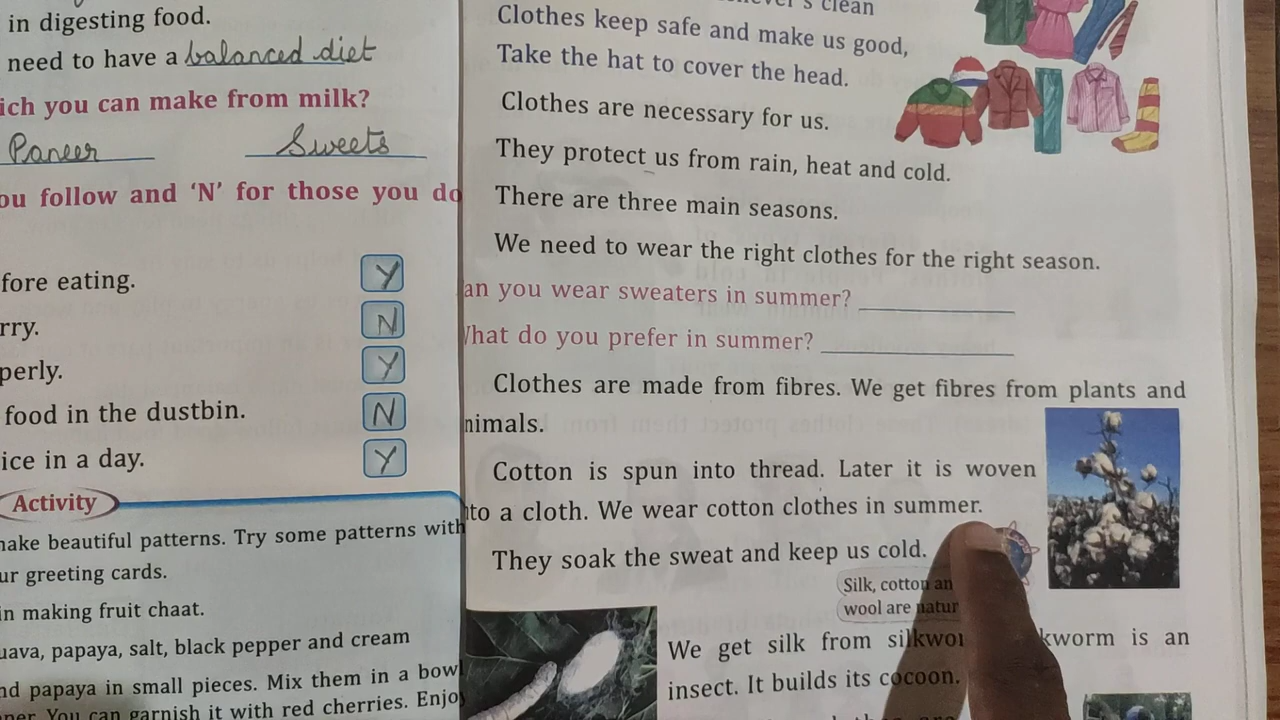 in digesting food.
need to have a balanced diet
ich you can make from milk?
Paneer Sweets
ou follow and 'N' for those you do
fore eating. Y
rry. N
perly. Y
food in the dustbin. N
ice in a day. Y
Activity
make beautiful patterns. Try some patterns with
ur greeting cards.
in making fruit chaat.
uava, papaya, salt, black pepper and cream
nd papaya in small pieces. Mix them in a bowl
per. You can garnish it with red cherries. Enjoy
clean
Clothes keep safe and make us good,
Take the hat to cover the head.
Clothes are necessary for us.
They protect us from rain, heat and cold.
There are three main seasons.
We need to wear the right clothes for the right season.
an you wear sweaters in summer?
hat do you prefer in summer?
Clothes are made from fibres. We get fibres from plants and
nimals.
Cotton is spun into thread. Later it is woven
to a cloth. We wear cotton clothes in summer.
They soak the sweat and keep us cold.
Silk, cotton an
wool are natur
We get silk from silkwor kworm is an
insect. It builds its cocoon.